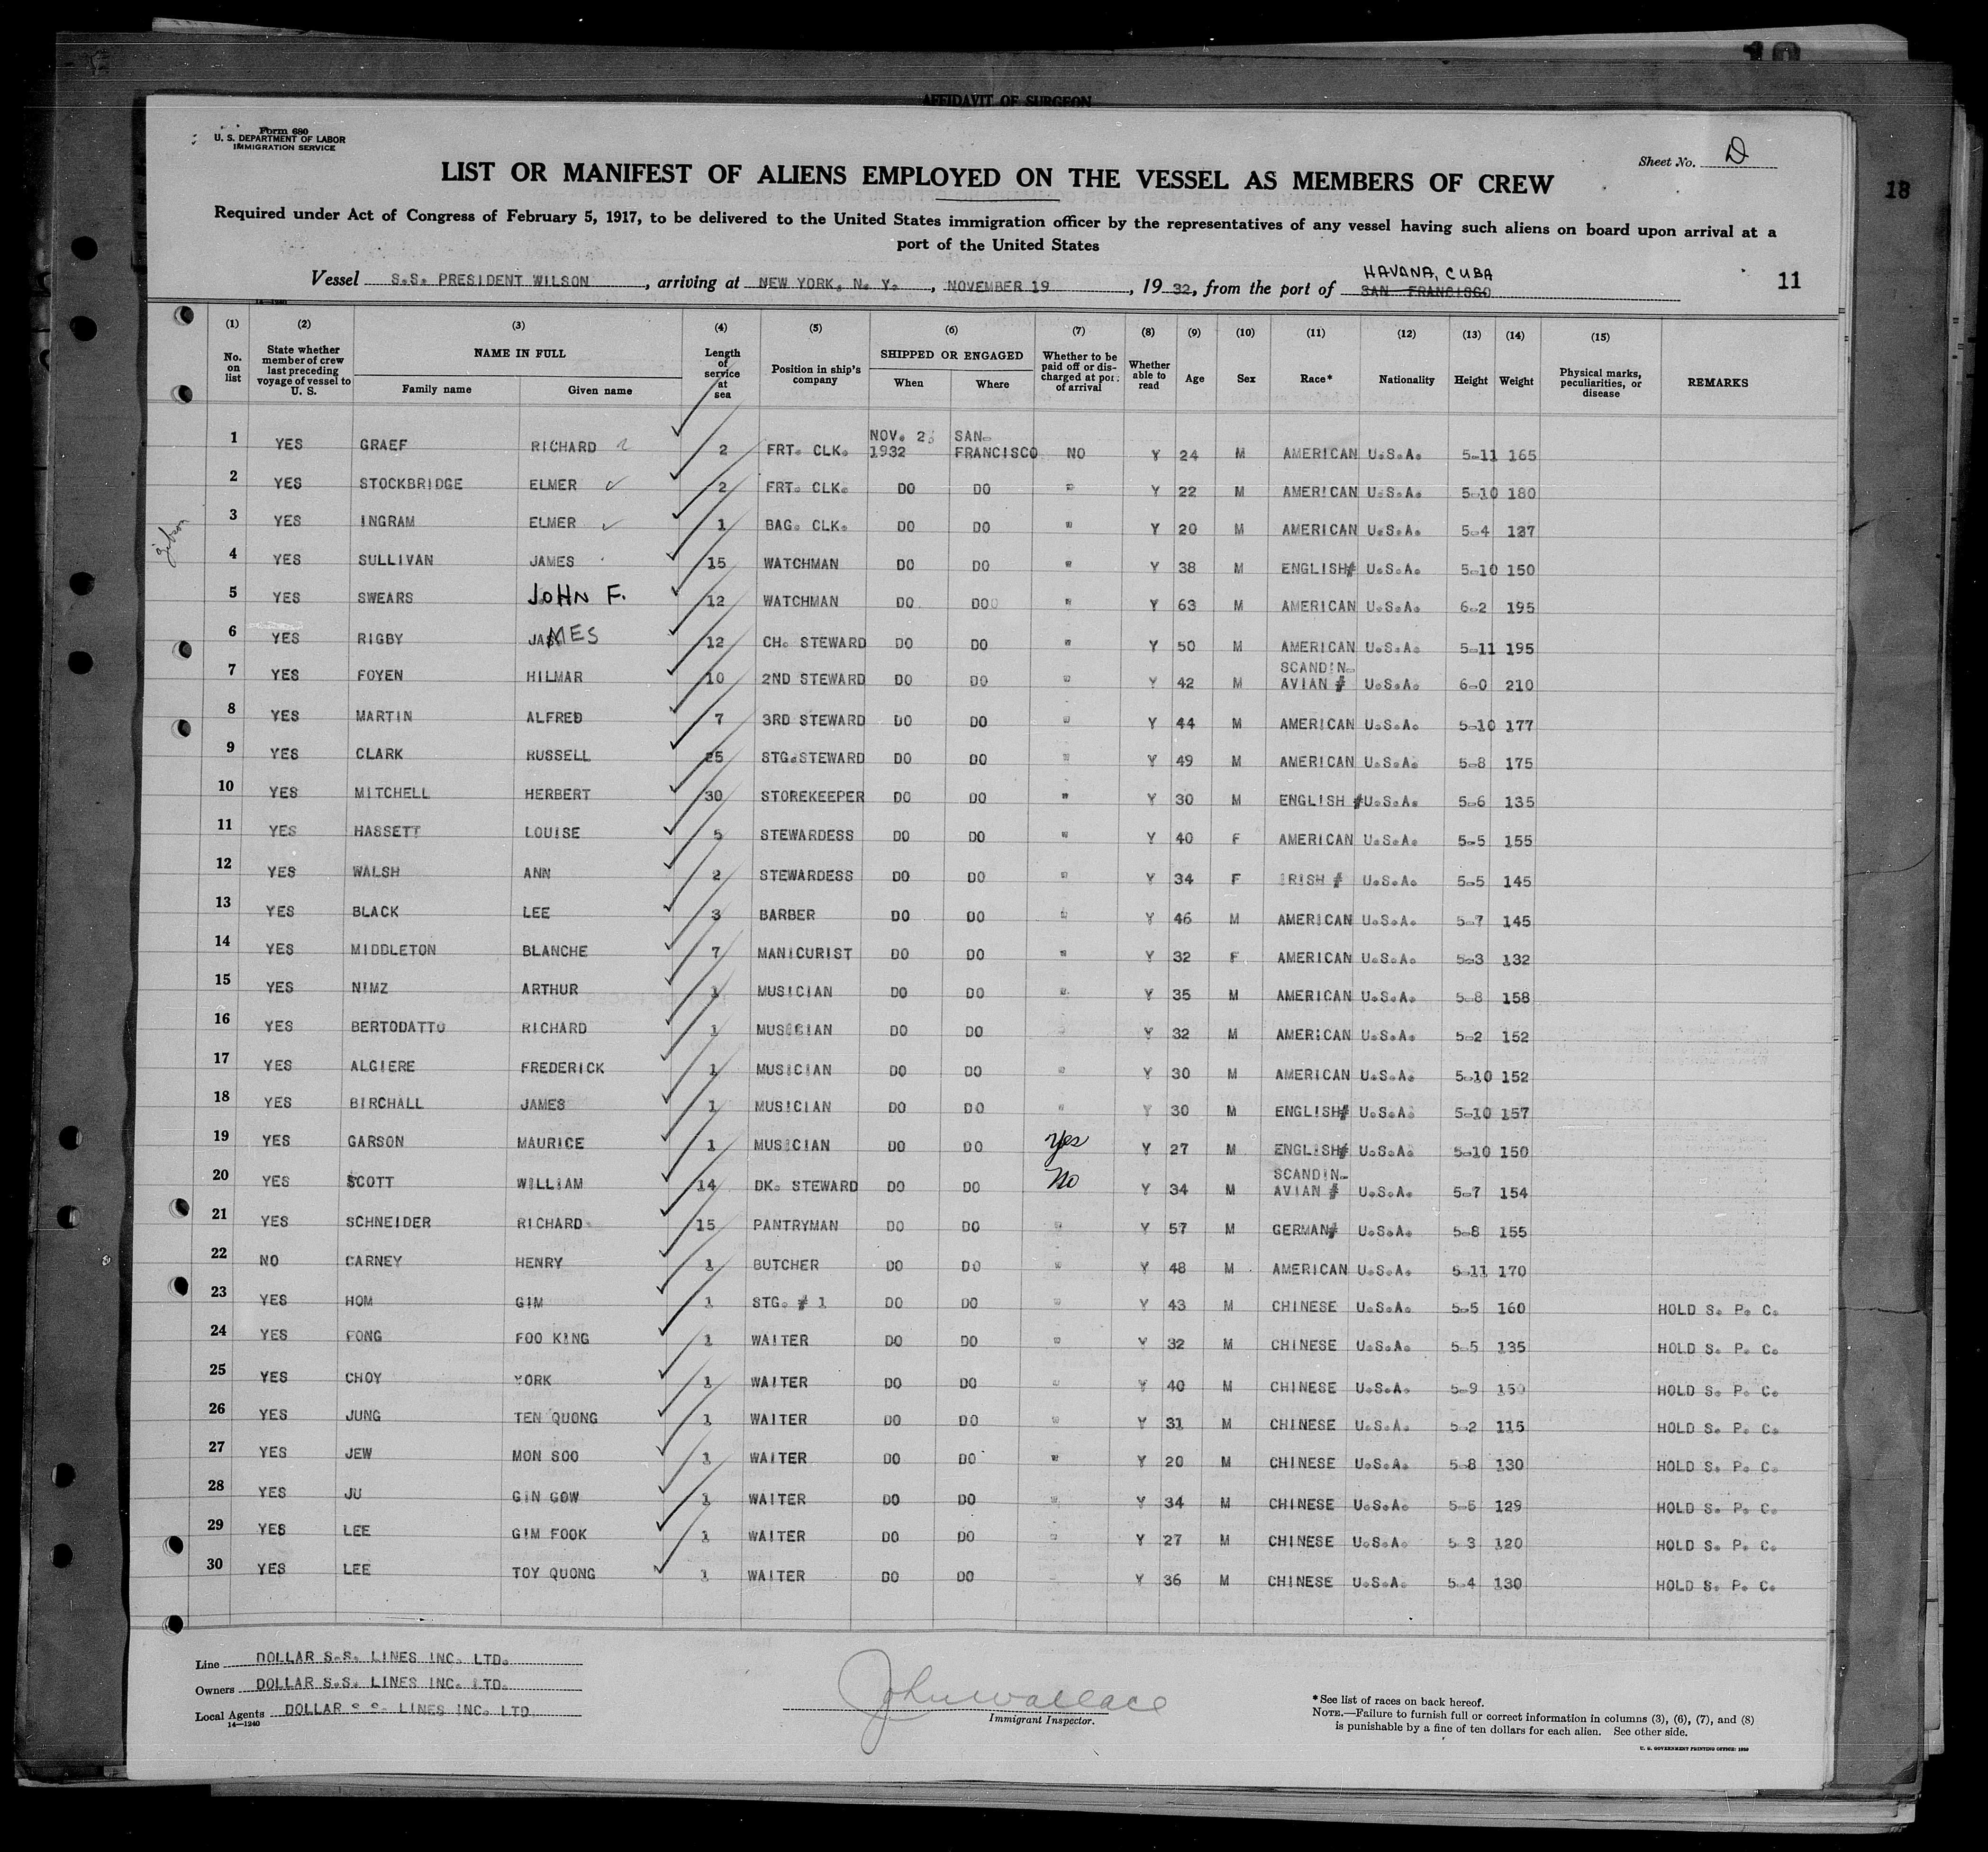 AFFIDAVIT OF SURGEON
Form 680
U. S. DEPARTMENT OF LABOR
IMMIGRATION SERVICE
Sheet No. D
LIST OR MANIFEST OF ALIENS EMPLOYED ON THE VESSEL AS MEMBERS OF CREW
18
Required under Act of Congress of February 5, 1917, to be delivered to the United States immigration officer by the representatives of any vessel having such aliens on board upon arrival at a
port of the United States
HAVANA, CUBA
Vessel S.S. PRESIDENT WILSON, arriving at NEW YORK, N. Y., NOVEMBER 19, 1932, from the port of SAN FRANCISCO
11
(1) (2) (3) (4) (5) (6) (7) (8) (9) (10) (11) (12) (13) (14) (15)
No. on list | State whether member of crew last preceding voyage of vessel to U. S. | NAME IN FULL Family name Given name | Length of service at sea | Position in ship's company | SHIPPED OR ENGAGED When Where | Whether to be paid off or discharged at port of arrival | Whether able to read | Age | Sex | Race* | Nationality | Height | Weight | Physical marks, peculiarities, or disease | REMARKS
1 YES GRAEF RICHARD 2 FRT. CLK. NOV. 2, 1932 SAN FRANCISCO NO Y 24 M AMERICAN U.S.A. 5-11 165
2 YES STOCKBRIDGE ELMER 2 FRT. CLK. DO DO " Y 22 M AMERICAN U.S.A. 5-10 180
3 YES INGRAM ELMER 1 BAG. CLK. DO DO " Y 20 M AMERICAN U.S.A. 5-4 127
4 YES SULLIVAN JAMES 15 WATCHMAN DO DO " Y 38 M ENGLISH# U.S.A. 5-10 150
5 YES SWEARS JOHN F. 12 WATCHMAN DO DO " Y 63 M AMERICAN U.S.A. 6-2 195
6 YES RIGBY JAMES 12 CH. STEWARD DO DO " Y 50 M AMERICAN U.S.A. 5-11 195
7 YES FOYEN HILMAR 10 2ND STEWARD DO DO " Y 42 M SCANDIN-AVIAN # U.S.A. 6-0 210
8 YES MARTIN ALFRED 7 3RD STEWARD DO DO " Y 44 M AMERICAN U.S.A. 5-10 177
9 YES CLARK RUSSELL 25 STG.STEWARD DO DO " Y 49 M AMERICAN U.S.A. 5-8 175
10 YES MITCHELL HERBERT 30 STOREKEEPER DO DO " Y 30 M ENGLISH # U.S.A. 5-6 135
11 YES HASSETT LOUISE 5 STEWARDESS DO DO " Y 40 F AMERICAN U.S.A. 5-5 155
12 YES WALSH ANN 2 STEWARDESS DO DO " Y 34 F IRISH # U.S.A. 5-5 145
13 YES BLACK LEE 3 BARBER DO DO " Y 46 M AMERICAN U.S.A. 5-7 145
14 YES MIDDLETON BLANCHE 7 MANICURIST DO DO " Y 32 F AMERICAN U.S.A. 5-3 132
15 YES NIMZ ARTHUR 1 MUSICIAN DO DO " Y 35 M AMERICAN U.S.A. 5-8 158
16 YES BERTODATTO RICHARD 1 MUSICIAN DO DO Y 32 M AMERICAN U.S.A. 5-2 152
17 YES ALGIERE FREDERICK 1 MUSICIAN DO DO " Y 30 M AMERICAN U.S.A. 5-10 152
18 YES BIRCHALL JAMES 1 MUSICIAN DO DO " Y 30 M ENGLISH# U.S.A. 5-10 157
19 YES GARSON MAURICE 1 MUSICIAN DO DO Yes Y 27 M ENGLISH# U.S.A. 5-10 150
20 YES SCOTT WILLIAM 14 DK. STEWARD DO DO No Y 34 M SCANDIN-AVIAN # U.S.A. 5-7 154
21 YES SCHNEIDER RICHARD 15 PANTRYMAN DO DO " Y 57 M GERMAN# U.S.A. 5-8 155
22 NO CARNEY HENRY 1 BUTCHER DO DO " Y 48 M AMERICAN U.S.A. 5-11 170
23 YES HOM GIM 1 STG. # 1 DO DO " Y 43 M CHINESE U.S.A. 5-5 160 HOLD S. P. C.
24 YES FONG FOO KING 1 WAITER DO DO " Y 32 M CHINESE U.S.A. 5-5 135 HOLD S. P. C.
25 YES CHOY YORK 1 WAITER DO DO " Y 40 M CHINESE U.S.A. 5-9 150 HOLD S. P. C.
26 YES JUNG TEN QUONG 1 WAITER DO DO " Y 31 M CHINESE U.S.A. 5-2 115 HOLD S. P. C.
27 YES JEW MON SOO 1 WAITER DO DO " Y 20 M CHINESE U.S.A. 5-8 130 HOLD S. P. C.
28 YES JU GIN GOW 1 WAITER DO DO " Y 34 M CHINESE U.S.A. 129 HOLD S. P. C.
29 YES LEE GIM FOOK 1 WAITER DO DO " Y 27 M CHINESE U.S.A. 5-3 120 HOLD S. P. C.
30 YES LEE TOY QUONG 1 WAITER DO DO Y 36 M CHINESE U.S.A. 5-4 130 HOLD S. P. C.
Line DOLLAR S.S. LINES INC. LTD.
Owners DOLLAR S.S. LINES INC. LTD.
Local Agents DOLLAR S.S. LINES INC. LTD.
14—1240
John Wallace
Immigrant Inspector.
*See list of races on back hereof.
NOTE.—Failure to furnish full or correct information in columns (3), (6), (7), and (8)
is punishable by a fine of ten dollars for each alien. See other side.